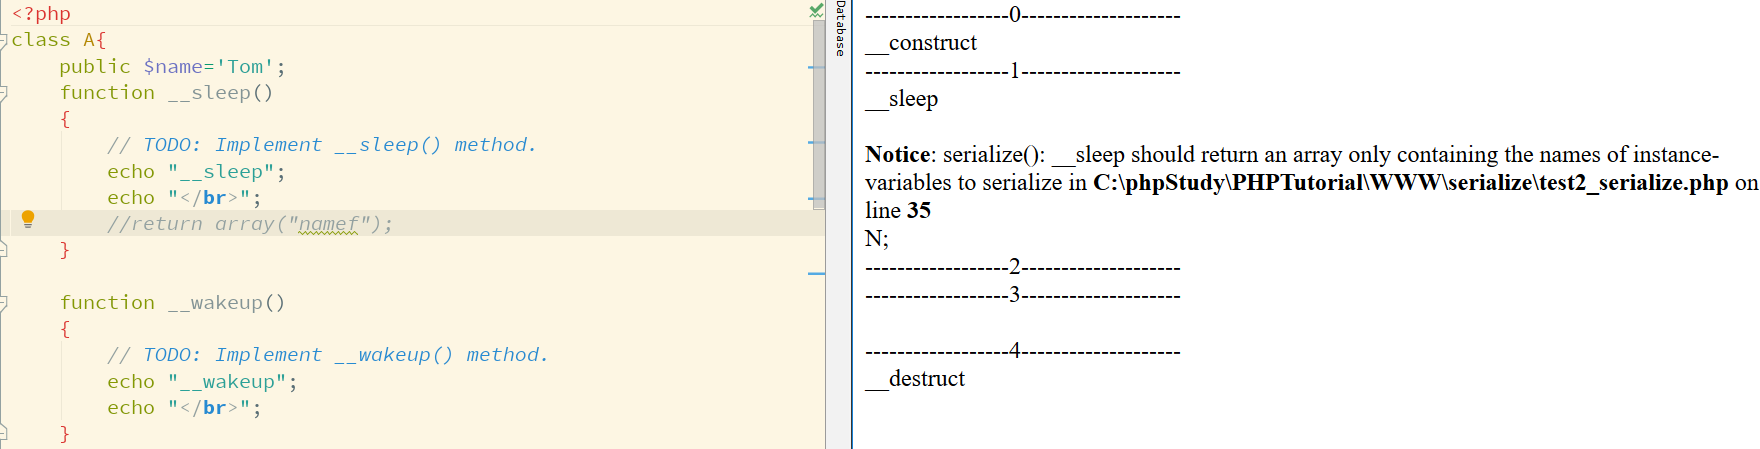 <?php
class A{
    public $name='Tom';
    function __sleep()
    {
        // TODO: Implement __sleep() method.
        echo "__sleep";
        echo "</br>";
        //return array("namef");
    }

    function __wakeup()
    {
        // TODO: Implement __wakeup() method.
        echo "__wakeup";
        echo "</br>";
    }
Database
------------------0--------------------
__construct
------------------1--------------------
__sleep

Notice: serialize(): __sleep should return an array only containing the names of instance-
variables to serialize in C:\phpStudy\PHPTutorial\WWW\serialize\test2_serialize.php on
line 35
N;
------------------2--------------------
------------------3--------------------

------------------4--------------------
__destruct